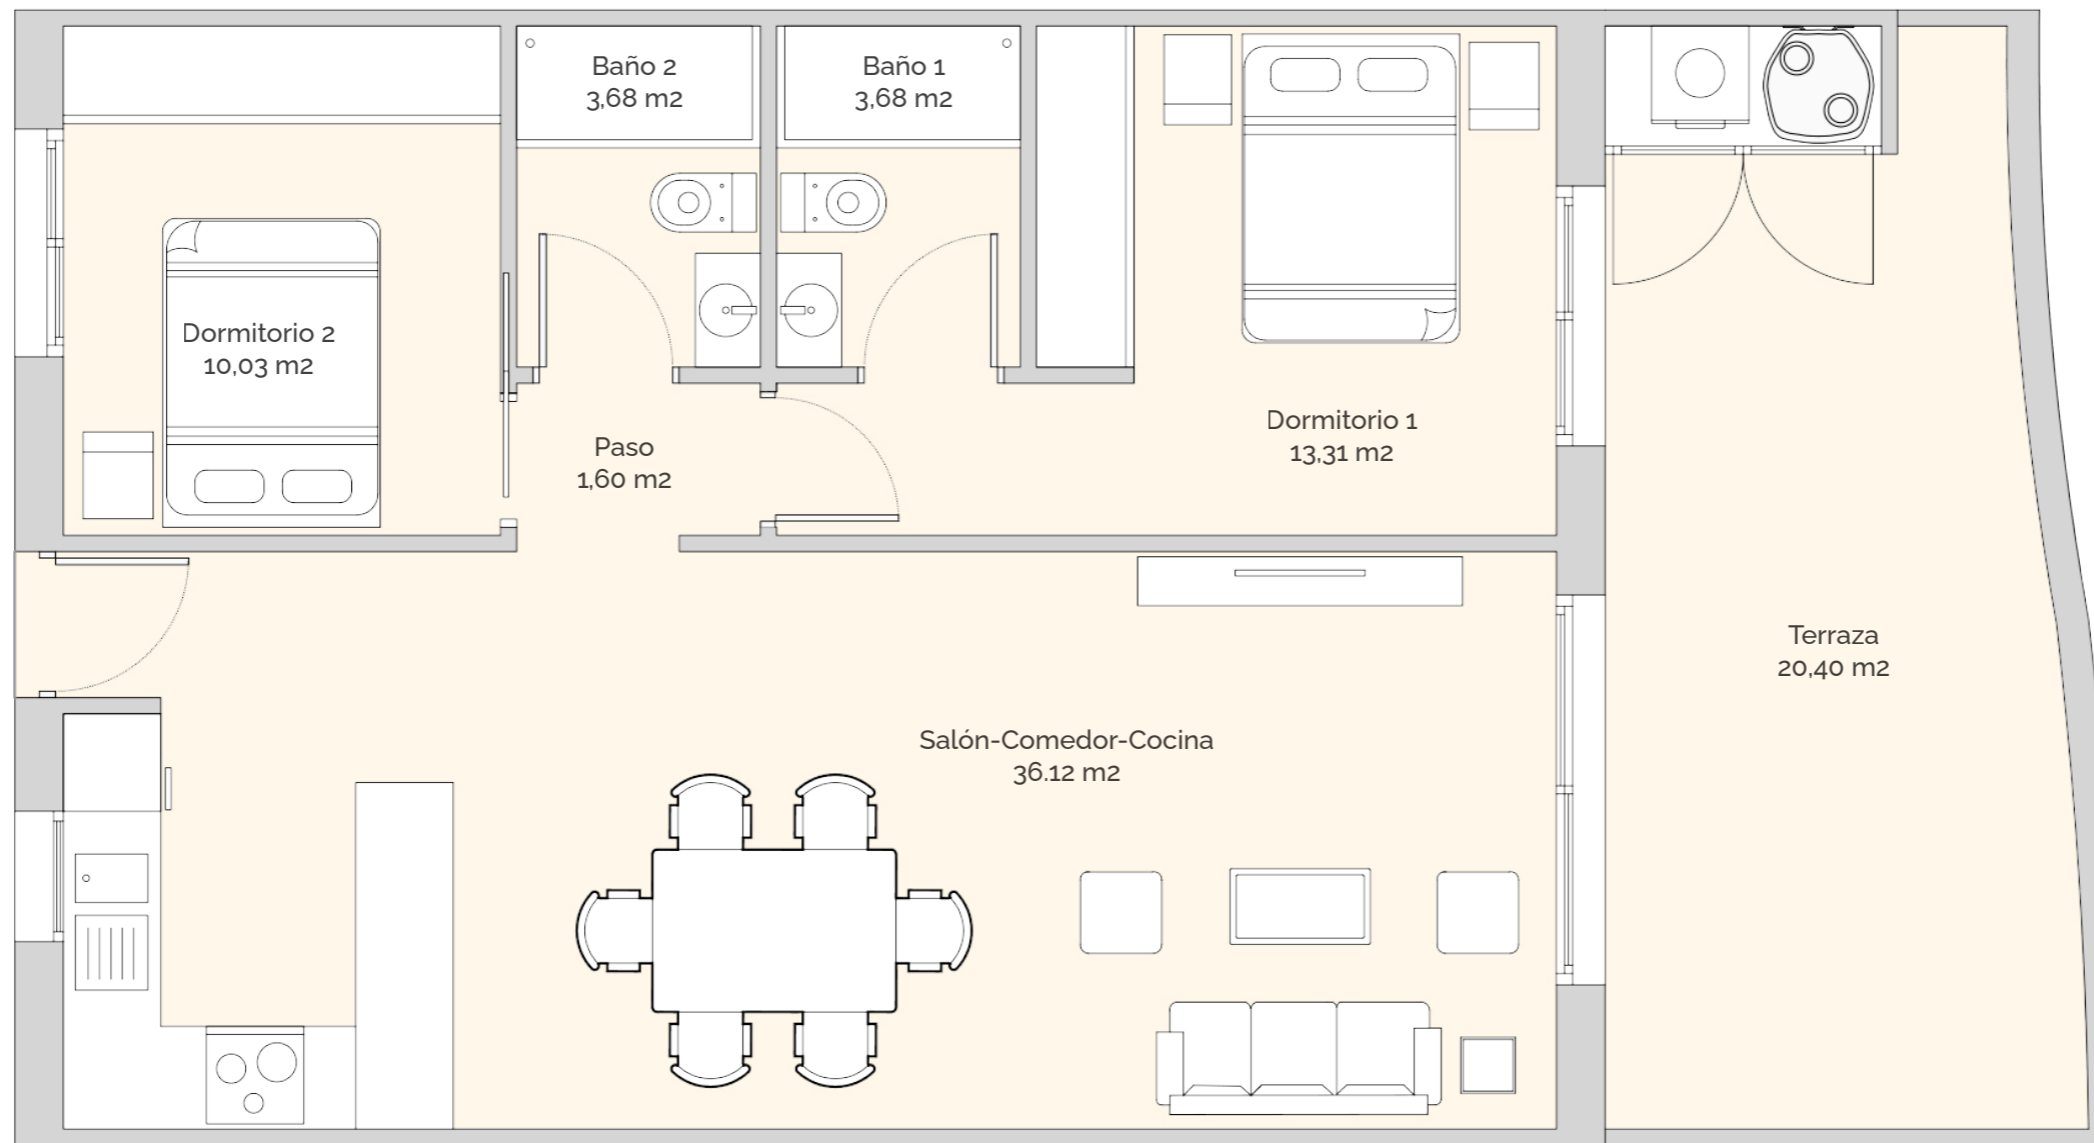 Baño 2
3,68 m2
Baño 1
3,68 m2
Dormitorio 2
10,03 m2
Paso
1,60 m2
Dormitorio 1
13,31 m2
Terraza
20,40 m2
Salón-Comedor-Cocina
36.12 m2